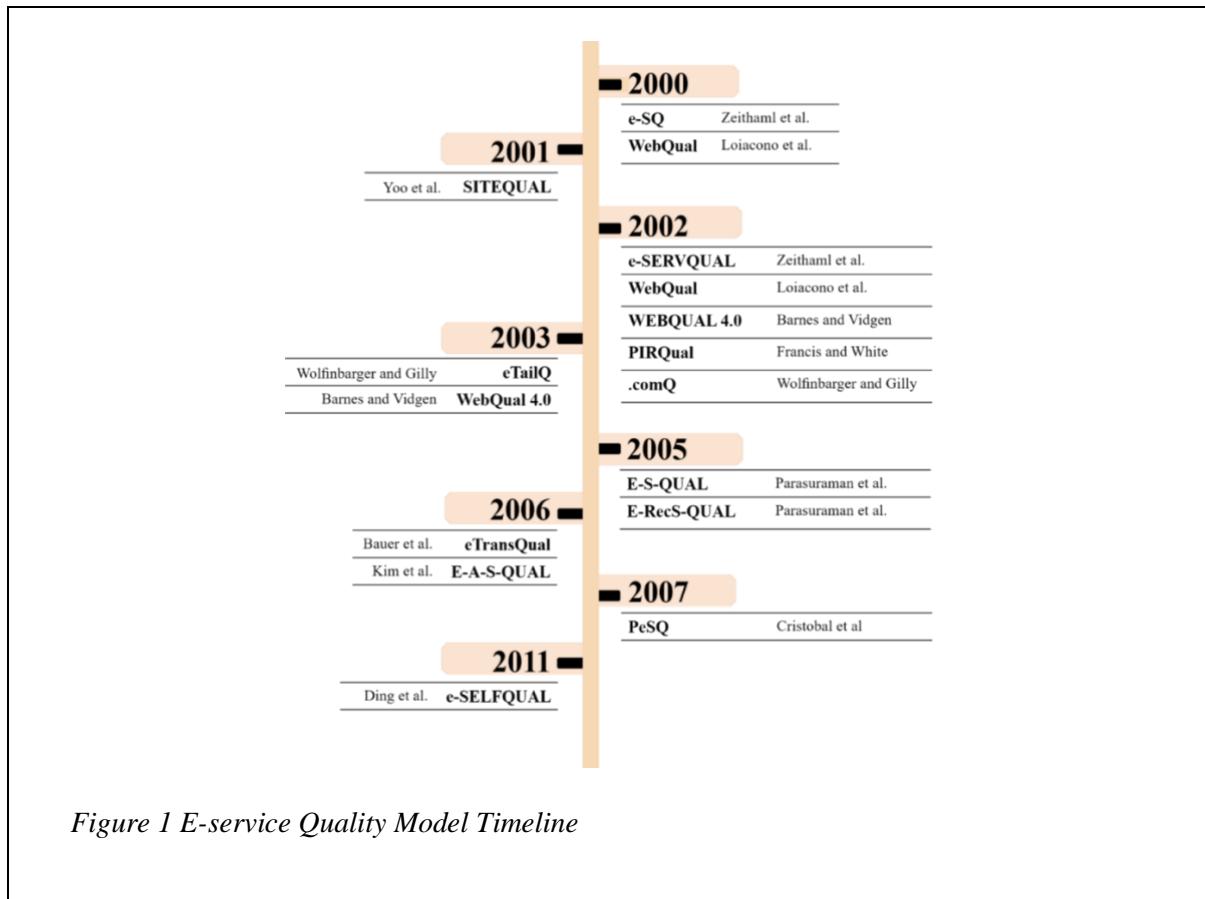 2000
e-SQ Zeithaml et al.
WebQual Loiacono et al.
2001
Yoo et al. SITEQUAL
2002
e-SERVQUAL Zeithaml et al.
WebQual Loiacono et al.
WEBQUAL 4.0 Barnes and Vidgen
PIRQual Francis and White
.comQ Wolfinbarger and Gilly
2003
Wolfinbarger and Gilly eTailQ
Barnes and Vidgen WebQual 4.0
2005
E-S-QUAL Parasuraman et al.
E-RecS-QUAL Parasuraman et al.
2006
Bauer et al. eTransQual
Kim et al. E-A-S-QUAL
2007
PeSQ Cristobal et al
2011
Ding et al. e-SELFQUAL
Figure 1 E-service Quality Model Timeline